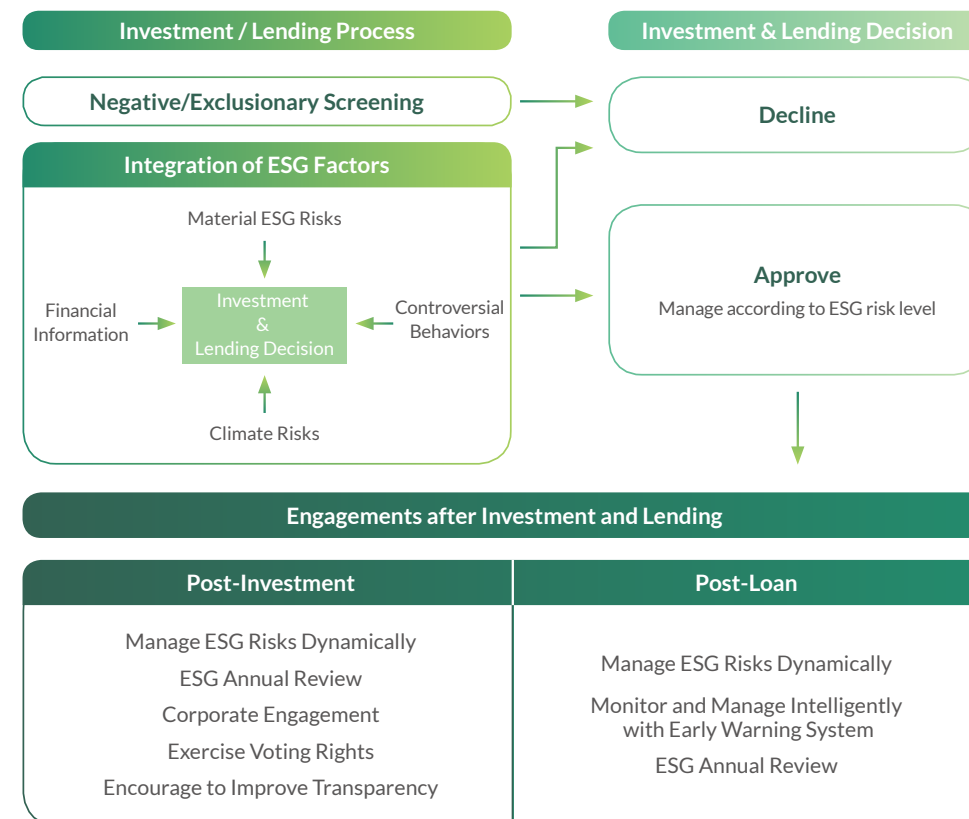 Investment / Lending Process
Investment & Lending Decision
Negative/Exclusionary Screening
Decline
Integration of ESG Factors
Material ESG Risks
Financial
Information
Investment
&
Lending Decision
Controversial
Behaviors
Climate Risks
Approve
Manage according to ESG risk level
Engagements after Investment and Lending
Post-Investment
Manage ESG Risks Dynamically
ESG Annual Review
Corporate Engagement
Exercise Voting Rights
Encourage to Improve Transparency
Post-Loan
Manage ESG Risks Dynamically
Monitor and Manage Intelligently
with Early Warning System
ESG Annual Review